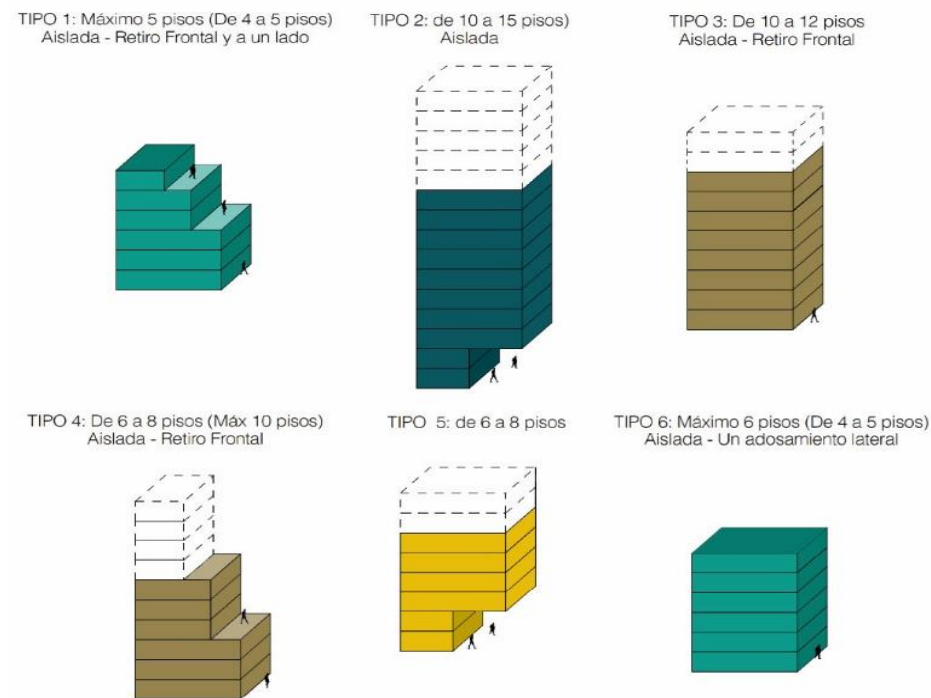 TIPO 1: Máximo 5 pisos (De 4 a 5 pisos)
Aislada - Retiro Frontal y a un lado
TIPO 2: de 10 a 15 pisos)
Aislada
TIPO 3: De 10 a 12 pisos
Aislada - Retiro Frontal
TIPO 4: De 6 a 8 pisos (Máx 10 pisos)
Aislada - Retiro Frontal
TIPO 5: de 6 a 8 pisos
TIPO 6: Máximo 6 pisos (De 4 a 5 pisos)
Aislada - Un adosamiento lateral